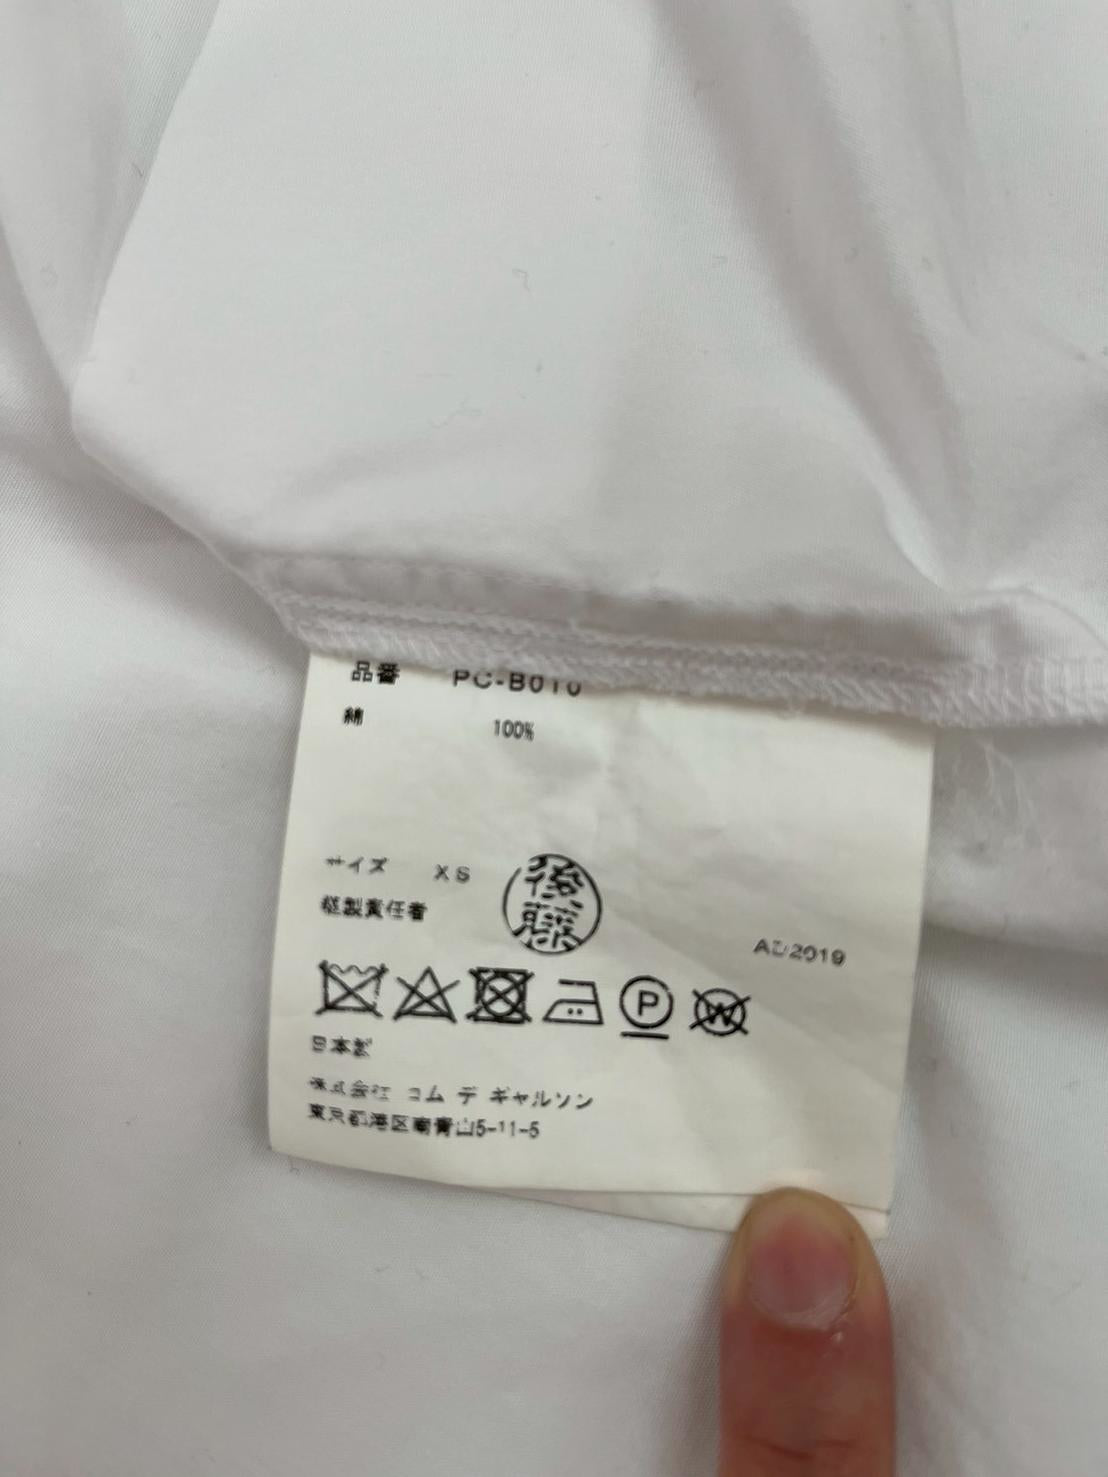 品番 PC-B010
綿 100%
サイズ XS
縫製責任者 後藤
AD2019
P
W
日本製
株式会社 コム デ ギャルソン
東京都港区南青山5-11-5